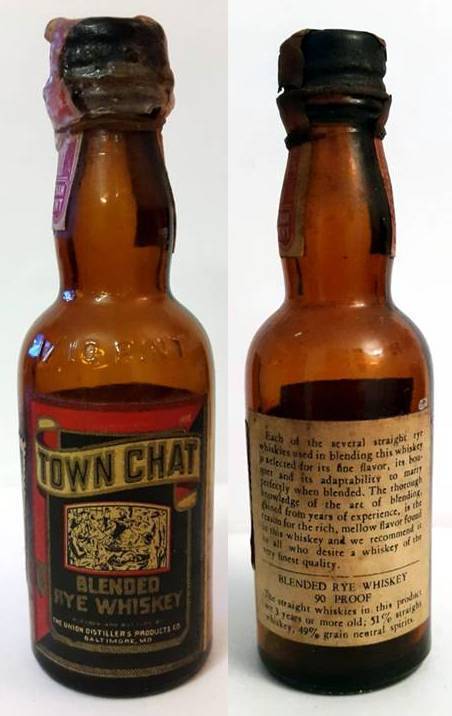 1/10 PINT
TOWN CHAT
BLENDED
RYE WHISKEY
THE UNION DISTILLERS PRODUCTS CO.
BALTIMORE, MD
Each of the several straight rye
whiskies used in blending this whiskey
is selected for its fine flavor, its bou-
quet and its adaptability to marry
perfectly when blended. The thorough
knowledge of the art of blending,
gained from years of experience, is the
reason for the rich, mellow flavor found
in this whiskey and we recommend it
to all who desire a whiskey of the
very finest quality.
BLENDED RYE WHISKEY
90 PROOF
The straight whiskies in this product
are 3 years or more old; 51% straight
whiskey, 49% grain neutral spirits.